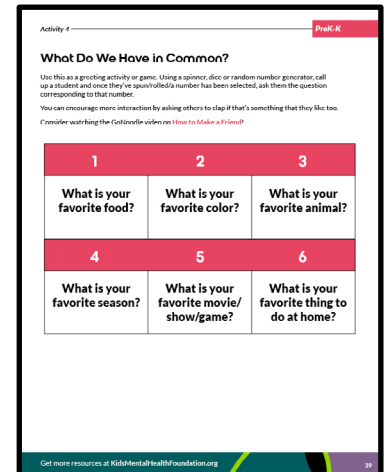 Activity 4
PreK-K
What Do We Have in Common?
Use this as a greeting activity or game. Using a spinner, dice or random number generator, call
up a student and once they've spun/rolled/a number has been selected, ask them the question
corresponding to that number.
You can encourage more interaction by asking others to clap if that's something that they like too.
Consider watching the GoNoodle video on How to Make a Friend!
1 2 3
What is your What is your What is your
favorite food? favorite color? favorite animal?
4 5 6
What is your What is your What is your
favorite season? favorite movie/ favorite thing to
show/game? do at home?
Get more resources at KidsMentalHealthFoundation.org
39